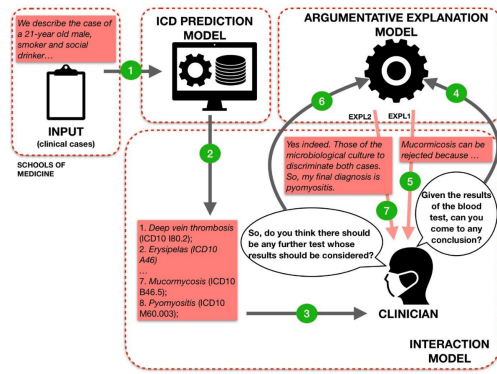 We describe the case of
a 21-year old male,
smoker and social
drinker…
INPUT
(clinical cases)
SCHOOLS OF
MEDICINE
1
ICD PREDICTION
MODEL
2
ARGUMENTATIVE EXPLANATION
MODEL
6
4
EXPL2
EXPL1
Yes indeed. Those of the
microbiological culture to
discriminate both cases.
So, my final diagnosis is
pyomyositis.
Mucormicosis can be
rejected because …
5
7
Given the results
of the blood
test, can you
come to any
conclusion?
So, do you think there should
be any further test whose
results should be considered?
1. Deep vein thrombosis
(ICD10 I80.2);
2. Erysipelas (ICD10
A46)
…
7. Mucormycosis (ICD10
B46.5);
8. Pyomyositis (ICD10
M60.003);
3
CLINICIAN
INTERACTION
MODEL